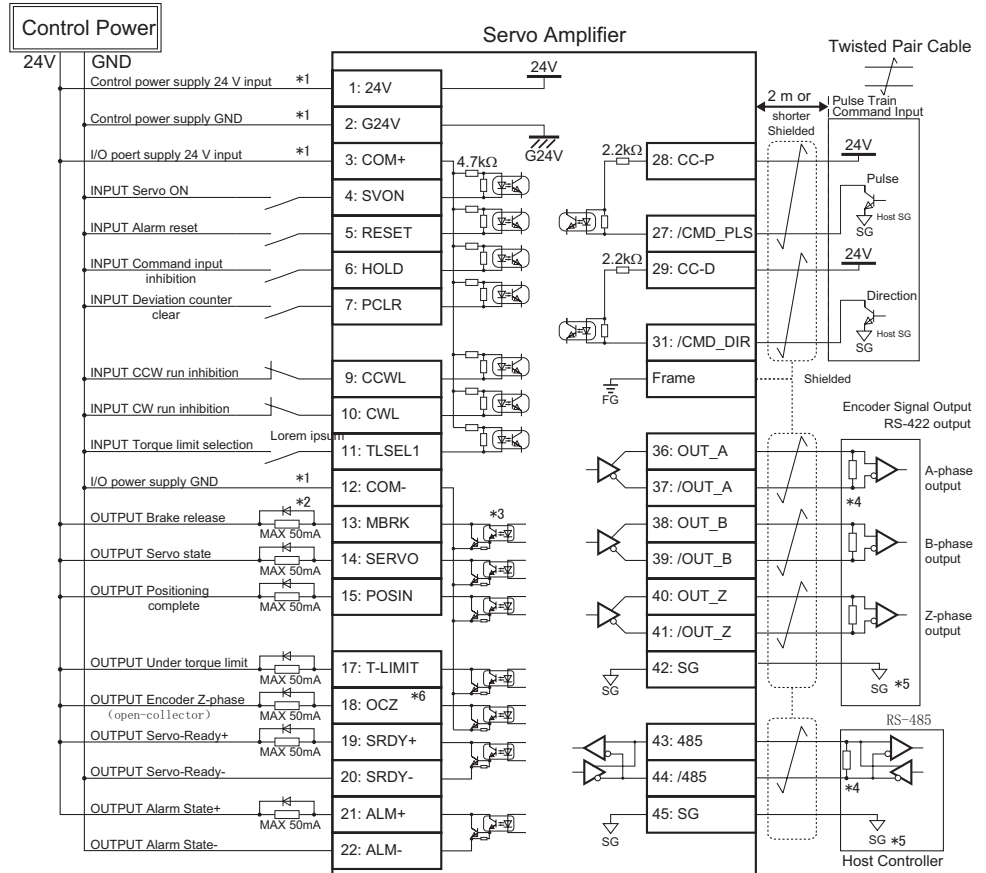 Control Power
Servo Amplifier
Twisted Pair Cable
24V
GND
Control power supply 24 V input *1
1: 24V
24V
Control power supply GND *1
2: G24V
G24V
I/O poert supply 24 V input *1
3: COM+
4.7kΩ
INPUT Servo ON
4: SVON
INPUT Alarm reset
5: RESET
INPUT Command input
inhibition
6: HOLD
INPUT Deviation counter
clear
7: PCLR
INPUT CCW run inhibition
9: CCWL
INPUT CW run inhibition
10: CWL
INPUT Torque limit selection
Lorem ipsum
11: TLSEL1
I/O power supply GND *1
12: COM-
OUTPUT Brake release
*2
MAX 50mA
13: MBRK
*3
OUTPUT Servo state
MAX 50mA
14: SERVO
OUTPUT Positioning
complete
MAX 50mA
15: POSIN
OUTPUT Under torque limit
MAX 50mA
17: T-LIMIT
OUTPUT Encoder Z-phase
(open-collector)
MAX 50mA
18: OCZ *6
OUTPUT Servo-Ready+
MAX 50mA
19: SRDY+
OUTPUT Servo-Ready-
20: SRDY-
OUTPUT Alarm State+
MAX 50mA
21: ALM+
OUTPUT Alarm State-
22: ALM-
2 m or
shorter
Shielded
Pulse Train
Command Input
2.2kΩ
28: CC-P
24V
Pulse
Host SG
SG
27: /CMD_PLS
2.2kΩ
29: CC-D
24V
Direction
Host SG
SG
31: /CMD_DIR
Frame
FG
Shielded
Encoder Signal Output
RS-422 output
36: OUT_A
37: /OUT_A
*4
A-phase
output
38: OUT_B
39: /OUT_B
B-phase
output
40: OUT_Z
41: /OUT_Z
Z-phase
output
42: SG
SG
SG *5
RS-485
43: 485
44: /485
*4
45: SG
SG
SG *5
Host Controller